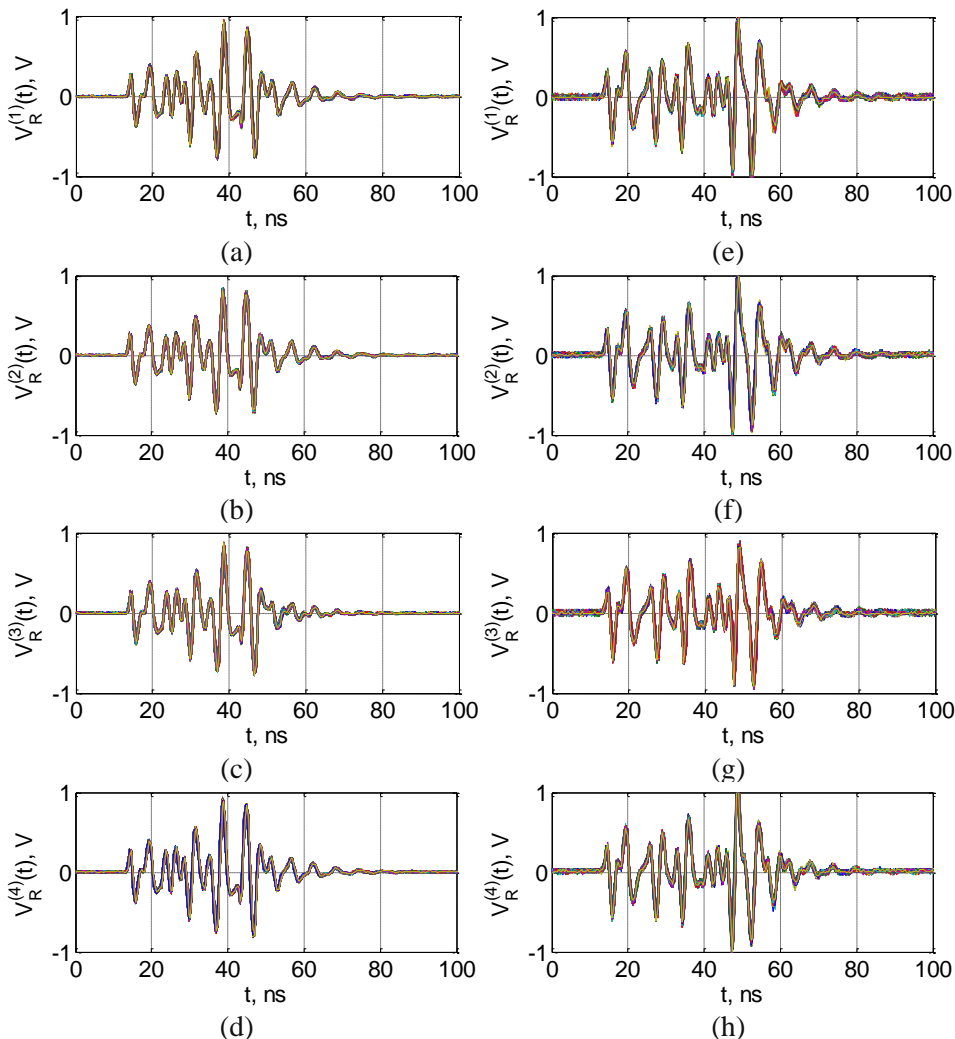 V_R^(1)(t), V
1
0
-1
0 20 40 60 80 100
t, ns
(a)
V_R^(1)(t), V
1
0
-1
0 20 40 60 80 100
t, ns
(e)
V_R^(2)(t), V
1
0
-1
0 20 40 60 80 100
t, ns
(b)
V_R^(2)(t), V
1
0
-1
0 20 40 60 80 100
t, ns
(f)
V_R^(3)(t), V
1
0
-1
0 20 40 60 80 100
t, ns
(c)
V_R^(3)(t), V
1
0
-1
0 20 40 60 80 100
t, ns
(g)
V_R^(4)(t), V
1
0
-1
0 20 40 60 80 100
t, ns
(d)
V_R^(4)(t), V
1
0
-1
0 20 40 60 80 100
t, ns
(h)